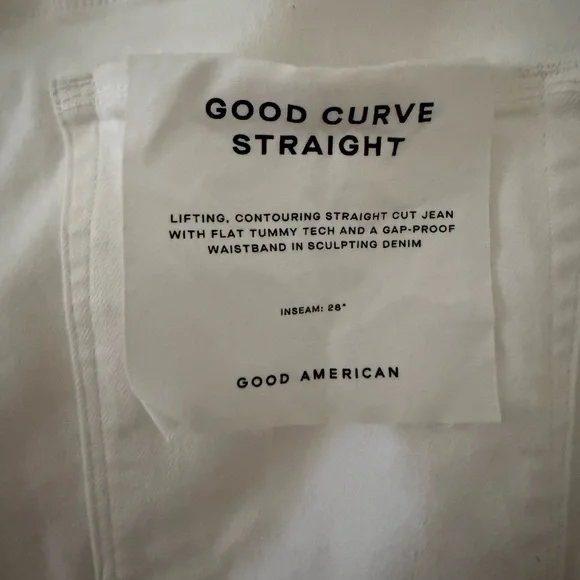 GOOD CURVE
STRAIGHT
LIFTING, CONTOURING STRAIGHT CUT JEAN
WITH FLAT TUMMY TECH AND A GAP-PROOF
WAISTBAND IN SCULPTING DENIM
INSEAM: 28"
GOOD AMERICAN